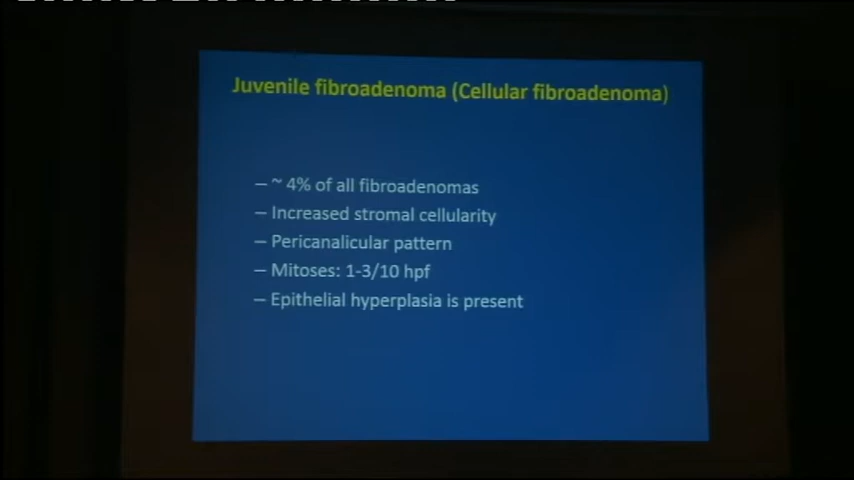 Juvenile fibroadenoma (Cellular fibroadenoma)
– ~ 4% of all fibroadenomas
– Increased stromal cellularity
– Pericanalicular pattern
– Mitoses: 1-3/10 hpf
– Epithelial hyperplasia is present